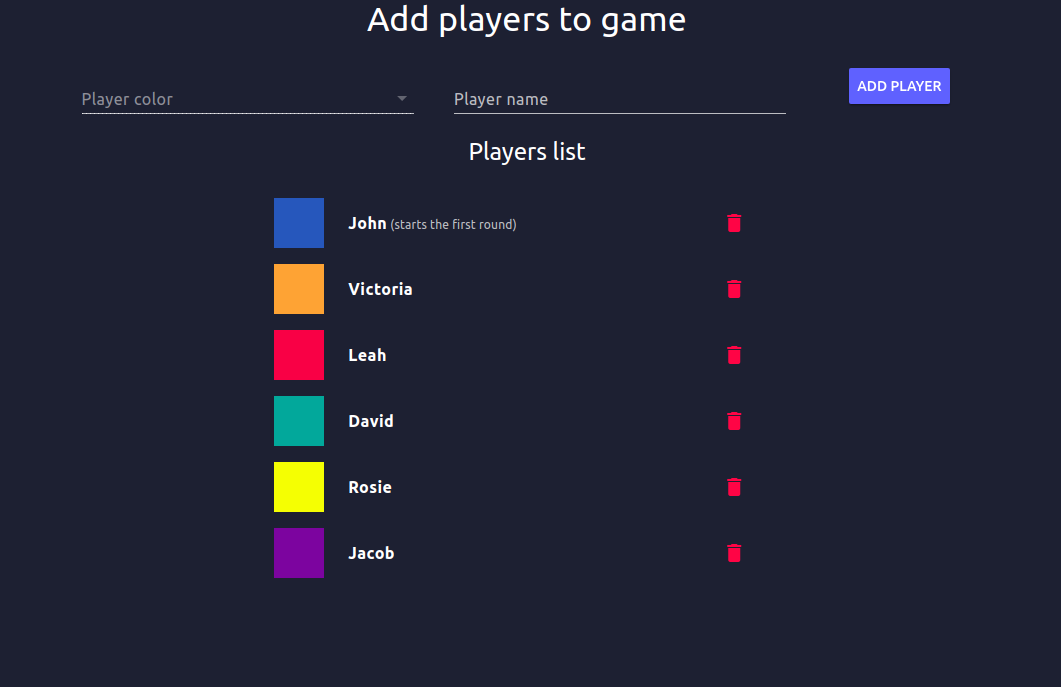 Add players to game
Player color
Player name
ADD PLAYER
Players list
John (starts the first round)
Victoria
Leah
David
Rosie
Jacob